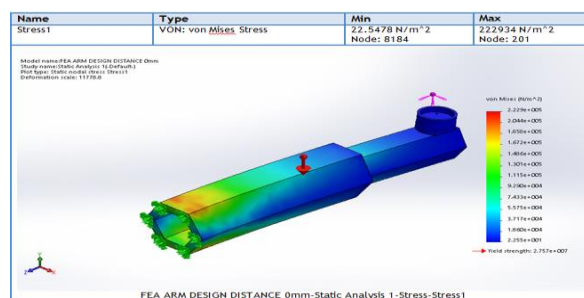 Name Type Min Max
Stress1 VON: von Mises Stress 22.5478 N/m^2 222934 N/m^2
Node: 8184 Node: 201
Model name:FEA ARM DESIGN DISTANCE 0mm
Study name:Static Analysis 1(-Default-)
Plot type: Static nodal stress Stress1
Deformation scale: 11778.8
von Mises (N/m^2)
2.229e+005
2.044e+005
1.858e+005
1.672e+005
1.486e+005
1.301e+005
1.115e+005
9.290e+004
7.433e+004
5.575e+004
3.717e+004
1.860e+004
2.255e+001
Yield strength: 2.757e+007
FEA ARM DESIGN DISTANCE 0mm-Static Analysis 1-Stress-Stress1